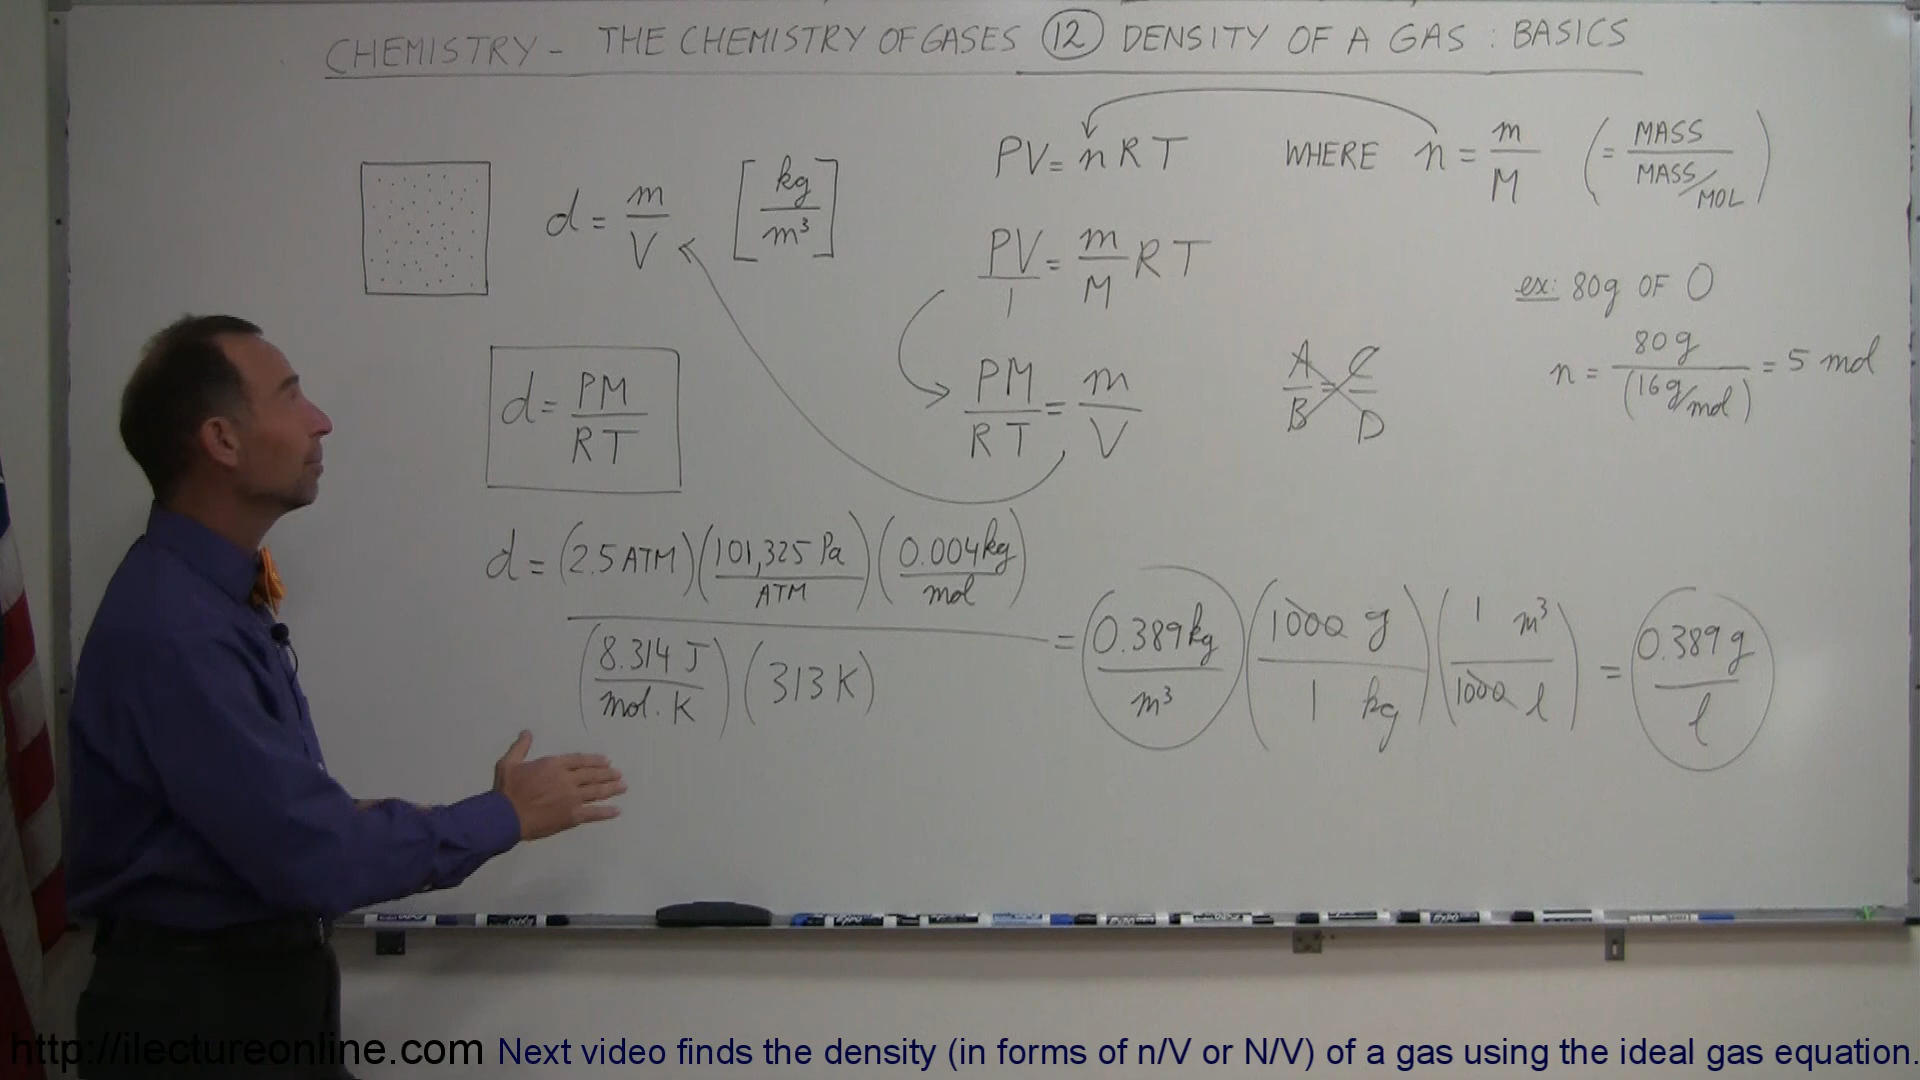 CHEMISTRY - THE CHEMISTRY OF GASES 12 DENSITY OF A GAS : BASICS
d = m/V [kg/m³]
PV = nRT WHERE n = m/M (= MASS/(MASS/MOL))
PV/1 = m/M RT
ex: 80g OF O
d = PM/RT
PM/RT = m/V
A/B = C/D
n = 80g/(16g/mol) = 5 mol
d = (2.5 ATM)(101,325 Pa/ATM)(0.004kg/mol) / (8.314 J/mol·K)(313 K) = 0.389kg/m³ (1000 g/1 kg)(1 m³/1000 l) = 0.389 g/l
http://ilectureonline.com Next video finds the density (in forms of n/V or N/V) of a gas using the ideal gas equation.